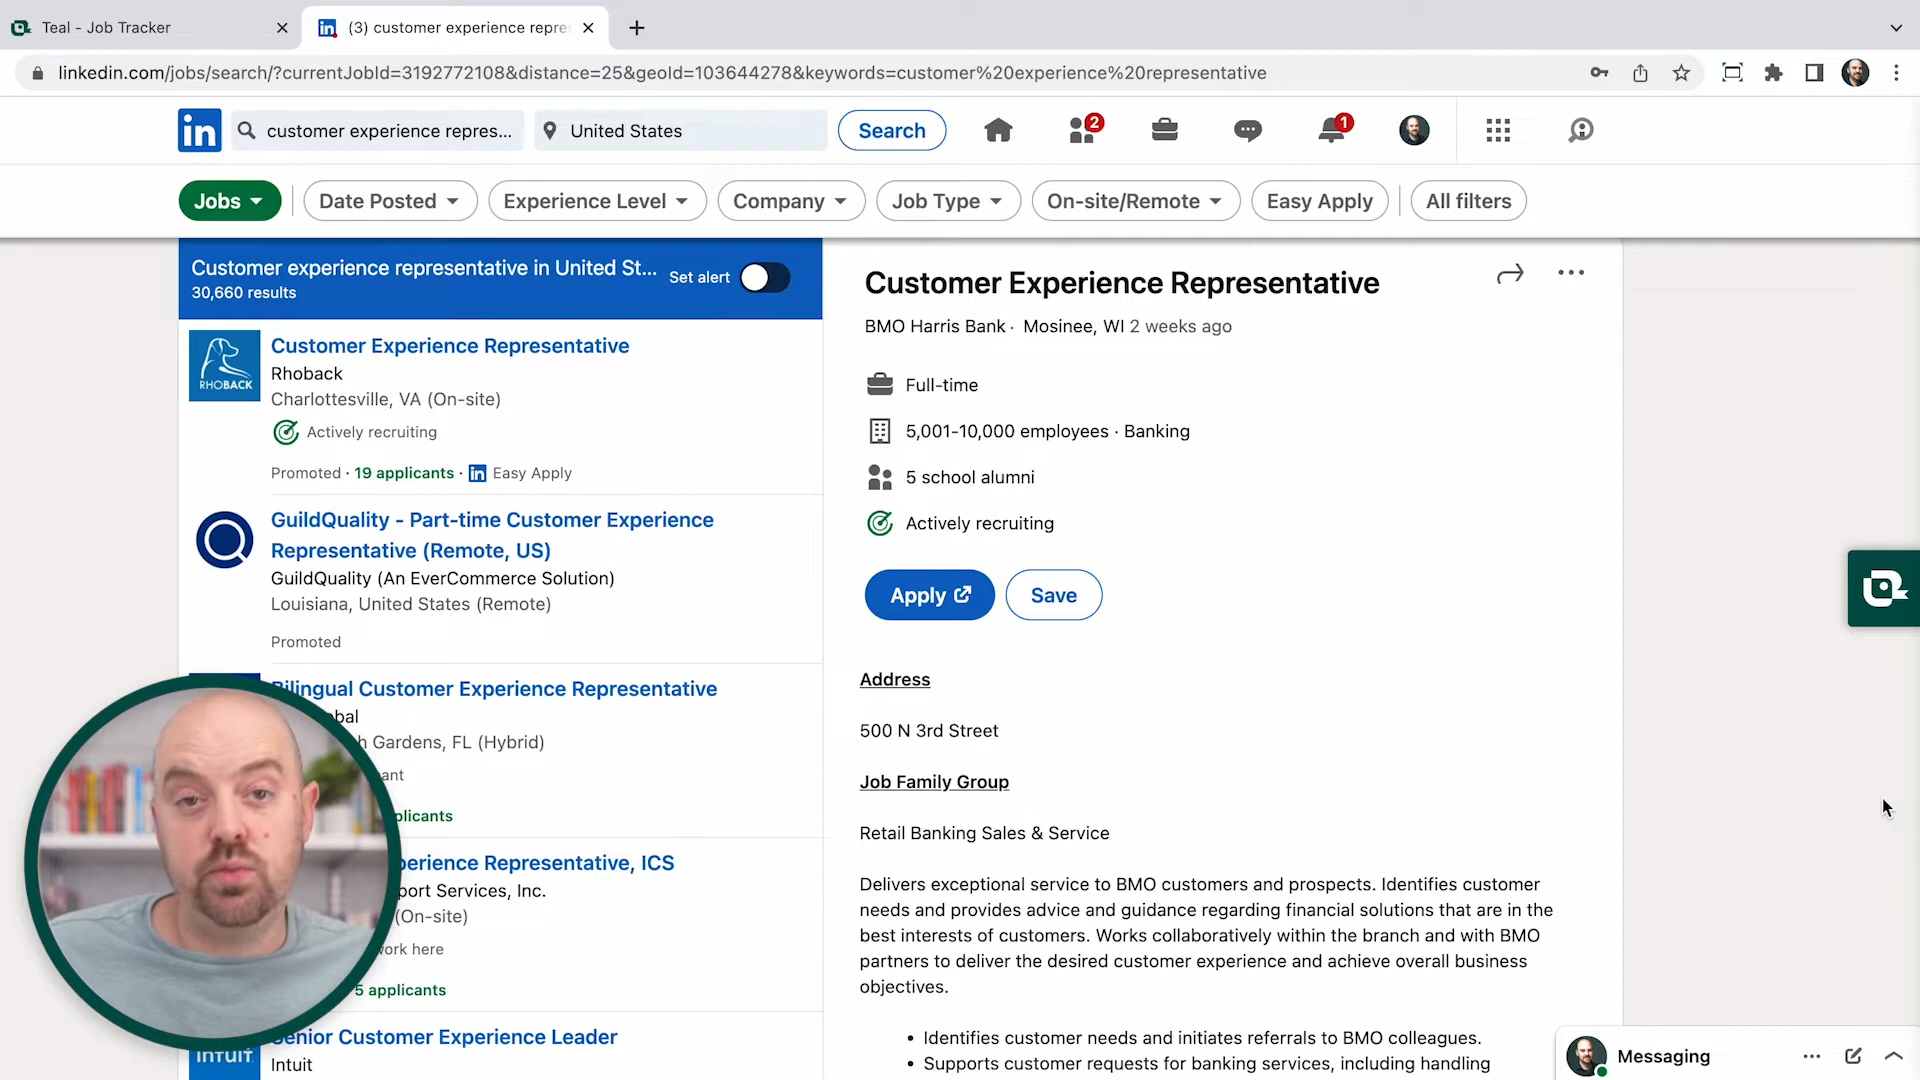 Teal - Job Tracker
(3) customer experience repre
linkedin.com/jobs/search/?currentJobId=3192772108&distance=25&geoId=103644278&keywords=customer%20experience%20representative
in
customer experience repres...
United States
Search
2
1
Jobs
Date Posted
Experience Level
Company
Job Type
On-site/Remote
Easy Apply
All filters
Customer experience representative in United St...
30,660 results
Set alert
RHOBACK
Customer Experience Representative
Rhoback
Charlottesville, VA (On-site)
Actively recruiting
Promoted · 19 applicants · in Easy Apply
GuildQuality - Part-time Customer Experience
Representative (Remote, US)
GuildQuality (An EverCommerce Solution)
Louisiana, United States (Remote)
Promoted
Bilingual Customer Experience Representative
bal
h Gardens, FL (Hybrid)
ant
plicants
perience Representative, ICS
port Services, Inc.
(On-site)
work here
5 applicants
Senior Customer Experience Leader
INTUIT
Intuit
Customer Experience Representative
BMO Harris Bank · Mosinee, WI 2 weeks ago
Full-time
5,001-10,000 employees · Banking
5 school alumni
Actively recruiting
Apply
Save
Address
500 N 3rd Street
Job Family Group
Retail Banking Sales & Service
Delivers exceptional service to BMO customers and prospects. Identifies customer
needs and provides advice and guidance regarding financial solutions that are in the
best interests of customers. Works collaboratively within the branch and with BMO
partners to deliver the desired customer experience and achieve overall business
objectives.
• Identifies customer needs and initiates referrals to BMO colleagues.
• Supports customer requests for banking services, including handling
Messaging